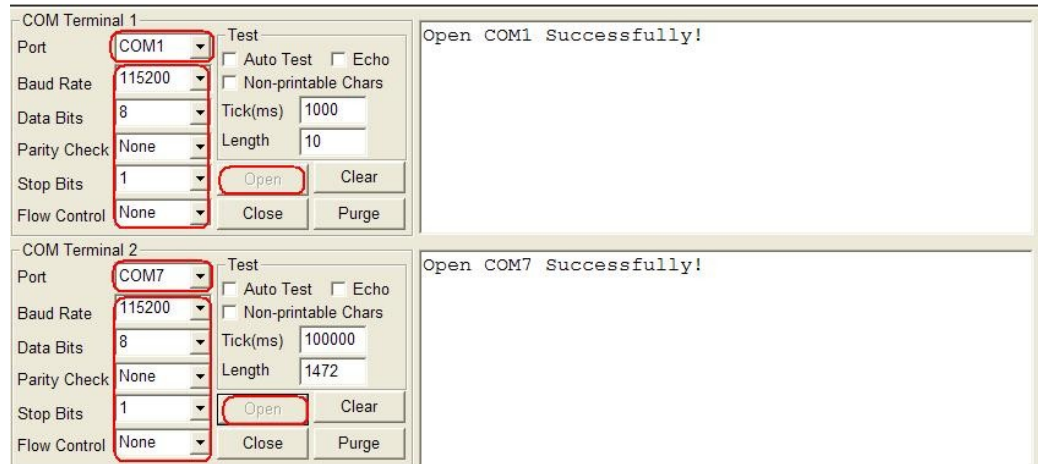 COM Terminal 1
Port COM1
Baud Rate 115200
Data Bits 8
Parity Check None
Stop Bits 1
Flow Control None
Test
Auto Test Echo
Non-printable Chars
Tick(ms) 1000
Length 10
Open Clear
Close Purge
Open COM1 Successfully!
COM Terminal 2
Port COM7
Baud Rate 115200
Data Bits 8
Parity Check None
Stop Bits 1
Flow Control None
Test
Auto Test Echo
Non-printable Chars
Tick(ms) 100000
Length 1472
Open Clear
Close Purge
Open COM7 Successfully!